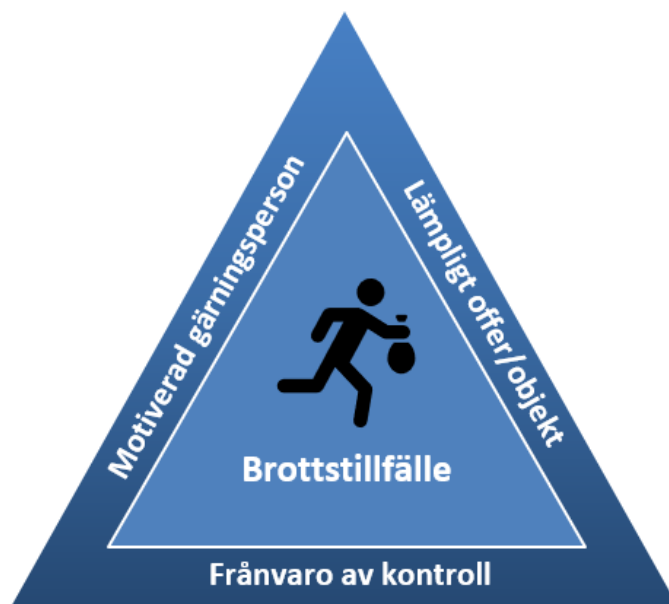 Motiverad gärningsperson
Lämpligt offer/objekt
Brottstillfälle
Frånvaro av kontroll